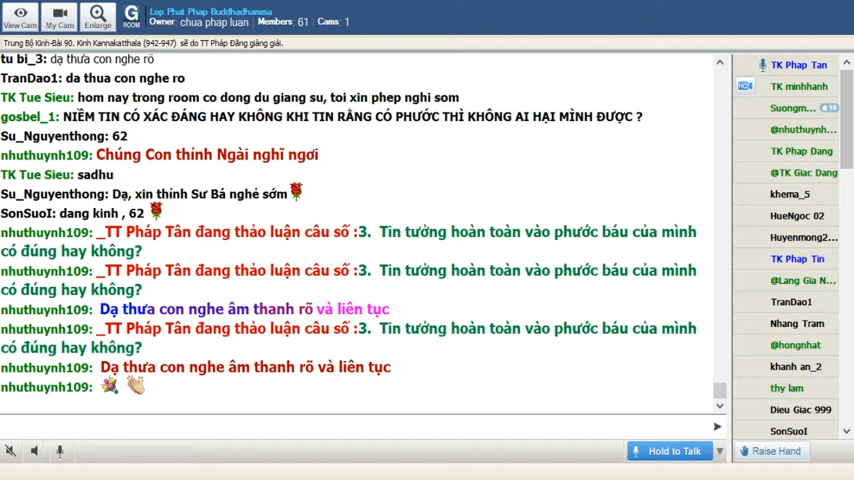 View Cam
My Cam
Enlarge
G
ROOM
Lop Phat Phap Buddhadhamma
Owner: chua phap luan Members: 61 Cams: 1
Trung Bộ Kinh-Bài 90. Kinh Kannakatthala (942-947) sẽ do TT Pháp Đăng giảng giải.
tu bi_3: dạ thưa con nghe rõ
TranDao1: da thua con nghe ro
TK Tue Sieu: hom nay trong room co dong du giang su, toi xin phep nghi som
gosbel_1: NIỀM TIN CÓ XÁC ĐÁNG HAY KHÔNG KHI TIN RẰNG CÓ PHƯỚC THÌ KHÔNG AI HẠI MÌNH ĐƯỢC ?
Su_Nguyenthong: 62
nhuthuynh109: Chúng Con thỉnh Ngài nghĩ ngơi
TK Tue Sieu: sadhu
Su_Nguyenthong: Dạ, xin thỉnh Sư Bá nghẻ sớm
SonSuoI: dang kinh , 62
nhuthuynh109: _TT Pháp Tân đang thảo luận câu số :3. Tin tưởng hoàn toàn vào phước báu của mình
có đúng hay không?
nhuthuynh109: _TT Pháp Tân đang thảo luận câu số :3. Tin tưởng hoàn toàn vào phước báu của mình
có đúng hay không?
nhuthuynh109: Dạ thưa con nghe âm thanh rõ và liên tục
nhuthuynh109: _TT Pháp Tân đang thảo luận câu số :3. Tin tưởng hoàn toàn vào phước báu của mình
có đúng hay không?
nhuthuynh109: Dạ thưa con nghe âm thanh rõ và liên tục
nhuthuynh109:
Hold to Talk
TK Phap Tan
HD
TK minhhanh
Suongm... +18
@nhuthuynh...
TK Phap Dang
@TK Giac Dang
khema_5
HueNgoc 02
Huyenmong2...
TK Phap Tin
@Lang Gia N...
TranDao1
Nhang Tram
@hongnhat
khanh an_2
thy lam
Dieu Giac 999
SonSuoI
Raise Hand